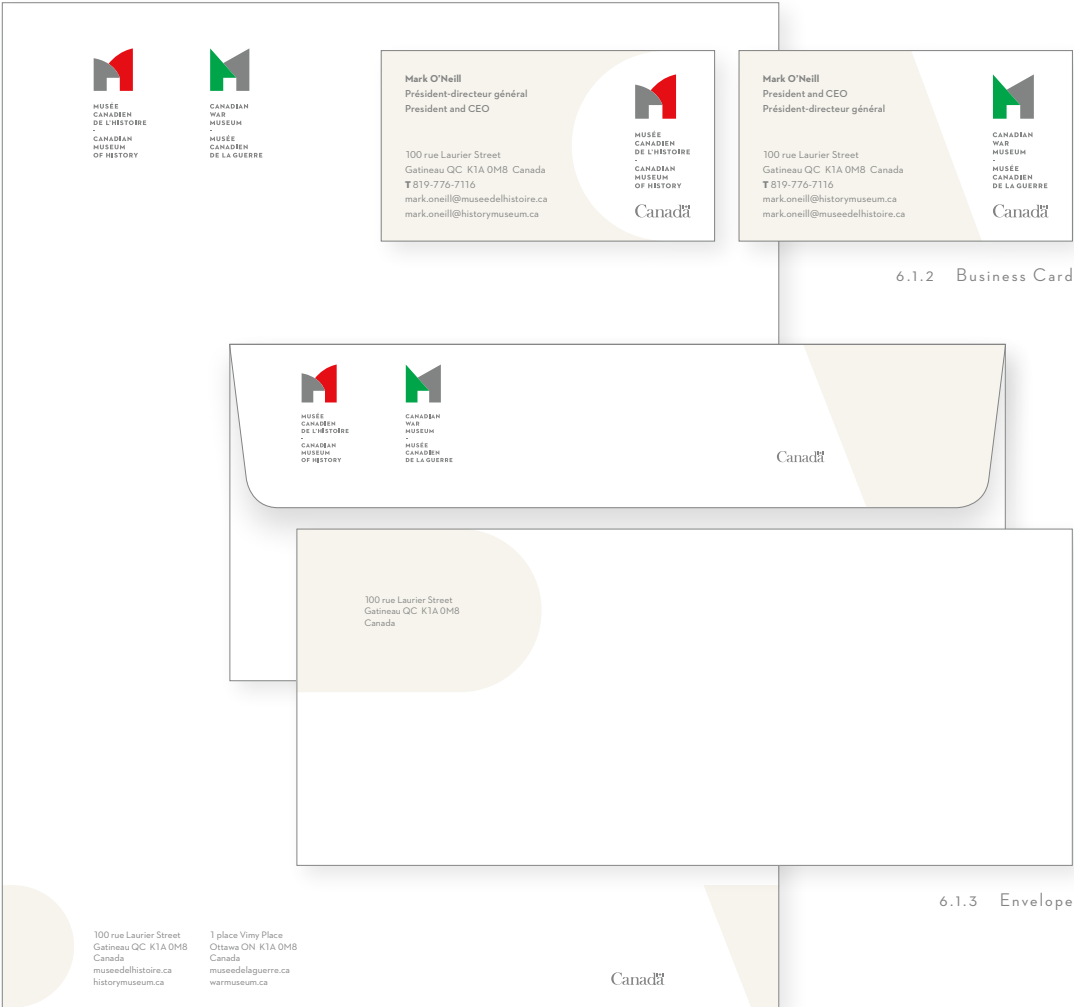 MUSÉE
CANADIEN
DE L'HISTOIRE
-
CANADIAN
MUSEUM
OF HISTORY
CANADIAN
WAR
MUSEUM
-
MUSÉE
CANADIEN
DE LA GUERRE
Mark O'Neill
Président-directeur général
President and CEO
100 rue Laurier Street
Gatineau QC K1A 0M8 Canada
T 819-776-7116
mark.oneill@museedelhistoire.ca
mark.oneill@historymuseum.ca
MUSÉE
CANADIEN
DE L'HISTOIRE
-
CANADIAN
MUSEUM
OF HISTORY
Canada
Mark O'Neill
President and CEO
Président-directeur général
100 rue Laurier Street
Gatineau QC K1A 0M8 Canada
T 819-776-7116
mark.oneill@historymuseum.ca
mark.oneill@museedelhistoire.ca
CANADIAN
WAR
MUSEUM
-
MUSÉE
CANADIEN
DE LA GUERRE
Canada
6.1.2 Business Card
MUSÉE
CANADIEN
DE L'HISTOIRE
-
CANADIAN
MUSEUM
OF HISTORY
CANADIAN
WAR
MUSEUM
-
MUSÉE
CANADIEN
DE LA GUERRE
Canada
100 rue Laurier Street
Gatineau QC K1A 0M8
Canada
6.1.3 Envelope
100 rue Laurier Street
Gatineau QC K1A 0M8
Canada
museedelhistoire.ca
historymuseum.ca
1 place Vimy Place
Ottawa ON K1A 0M8
Canada
museedelaguerre.ca
warmuseum.ca
Canada